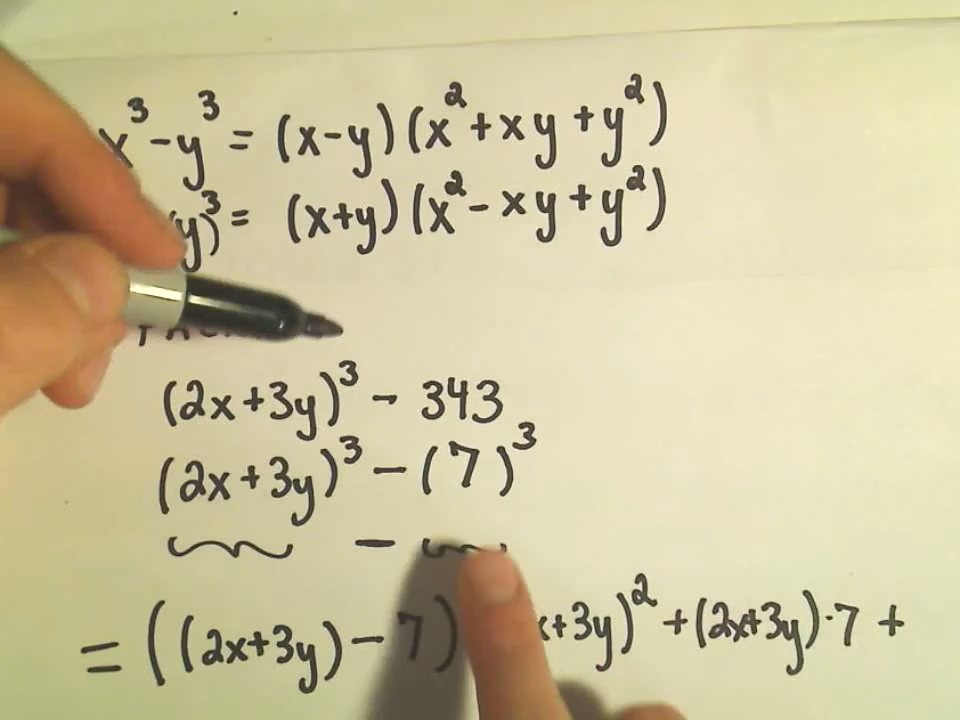 x³ - y³ = (x-y)(x² + xy + y²)
y)³ = (x+y)(x² - xy + y²)
(2x+3y)³ - 343
(2x+3y)³ - (7)³
-
= ((2x+3y) - 7) x+3y)² + (2x+3y)·7 +